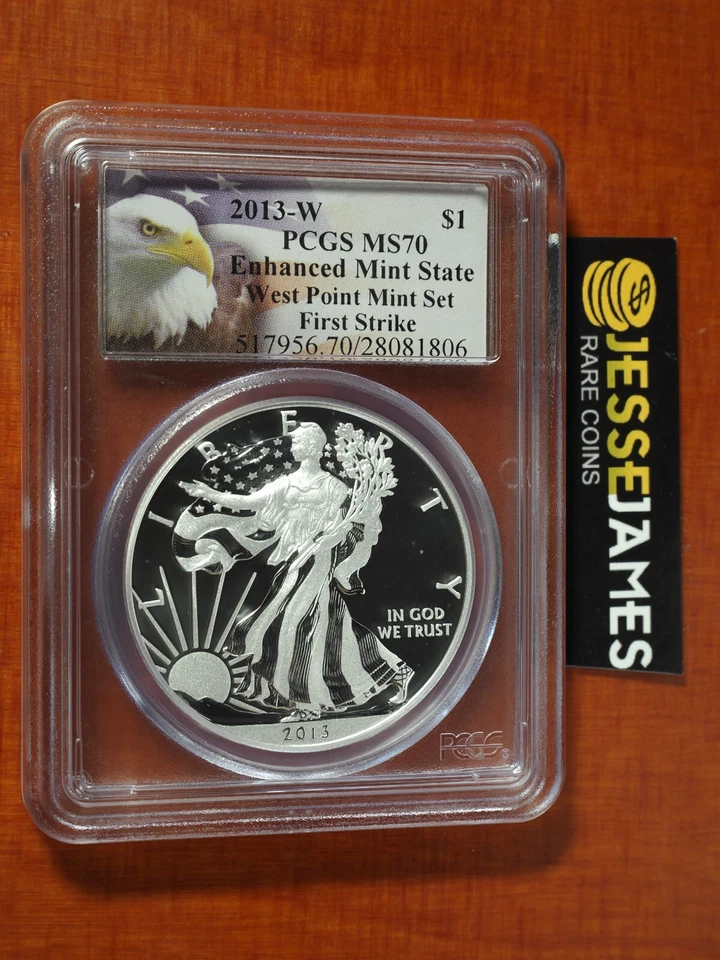 2013-W $1
PCGS MS70
Enhanced Mint State
West Point Mint Set
First Strike
517956.70/28081806
LIBERTY
IN GOD
WE TRUST
2013
PCGS
JESSEJAMES
RARE COINS